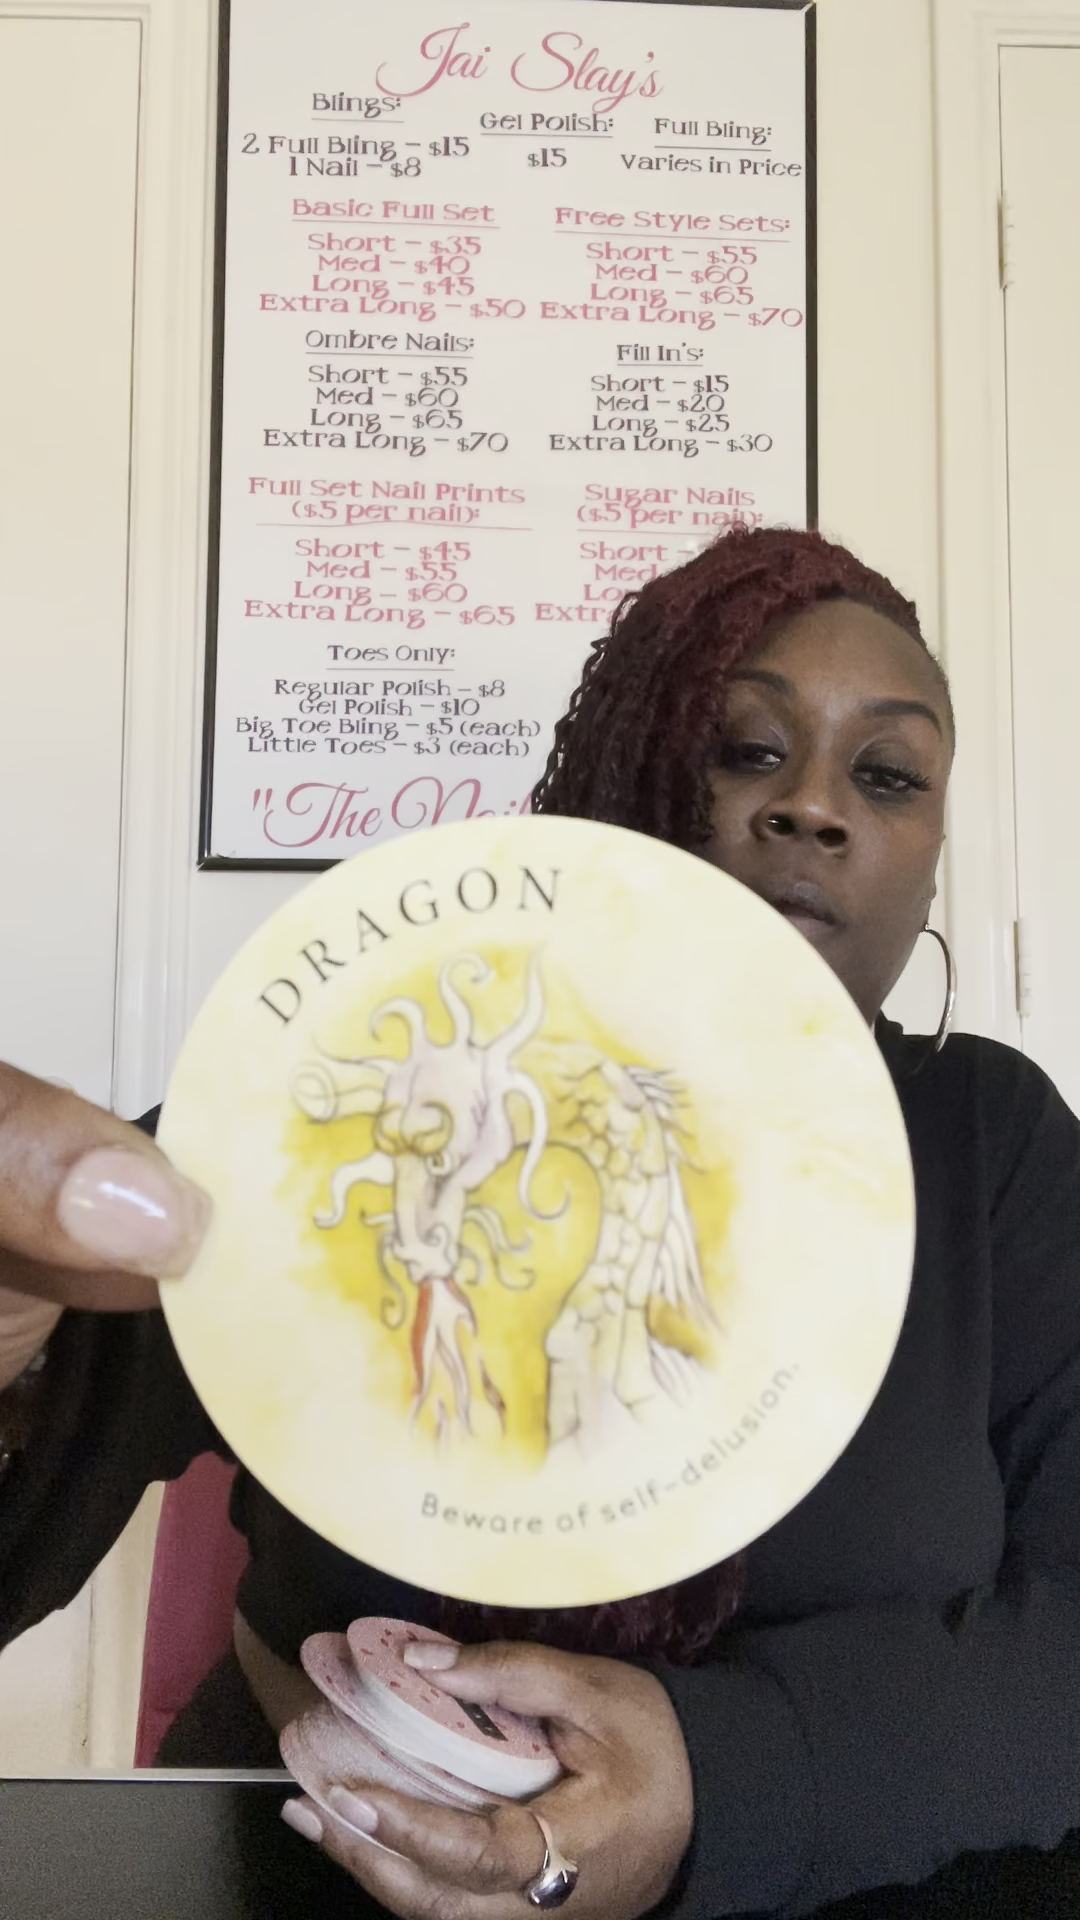 Jai Slay's
Blings:
2 Full Bling - $15
1 Nail - $8
Gel Polish:
$15
Full Bling:
Varies in Price
Basic Full Set
Short - $35
Med - $40
Long - $45
Extra Long - $50
Free Style Sets:
Short - $55
Med - $60
Long - $65
Extra Long - $70
Ombre Nails:
Short - $55
Med - $60
Long - $65
Extra Long - $70
Fill In's:
Short - $15
Med - $20
Long - $25
Extra Long - $30
Full Set Nail Prints
($5 per nail):
Short - $45
Med - $55
Long - $60
Extra Long - $65
Sugar Nails
($5 per nail):
Short -
Med
Toes Only:
Regular Polish - $8
Gel Polish - $10
Big Toe Bling - $5 (each)
Little Toes - $3 (each)
"The
DRAGON
Beware of self-delusion.